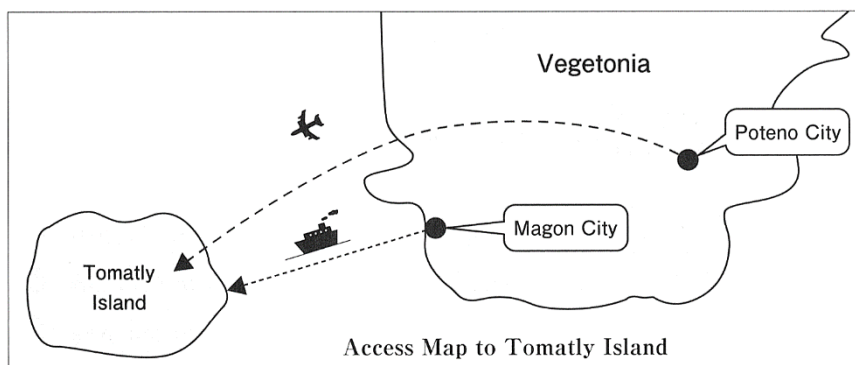 Vegetonia
Poteno City
Magon City
Tomatly
Island
Access Map to Tomatly Island